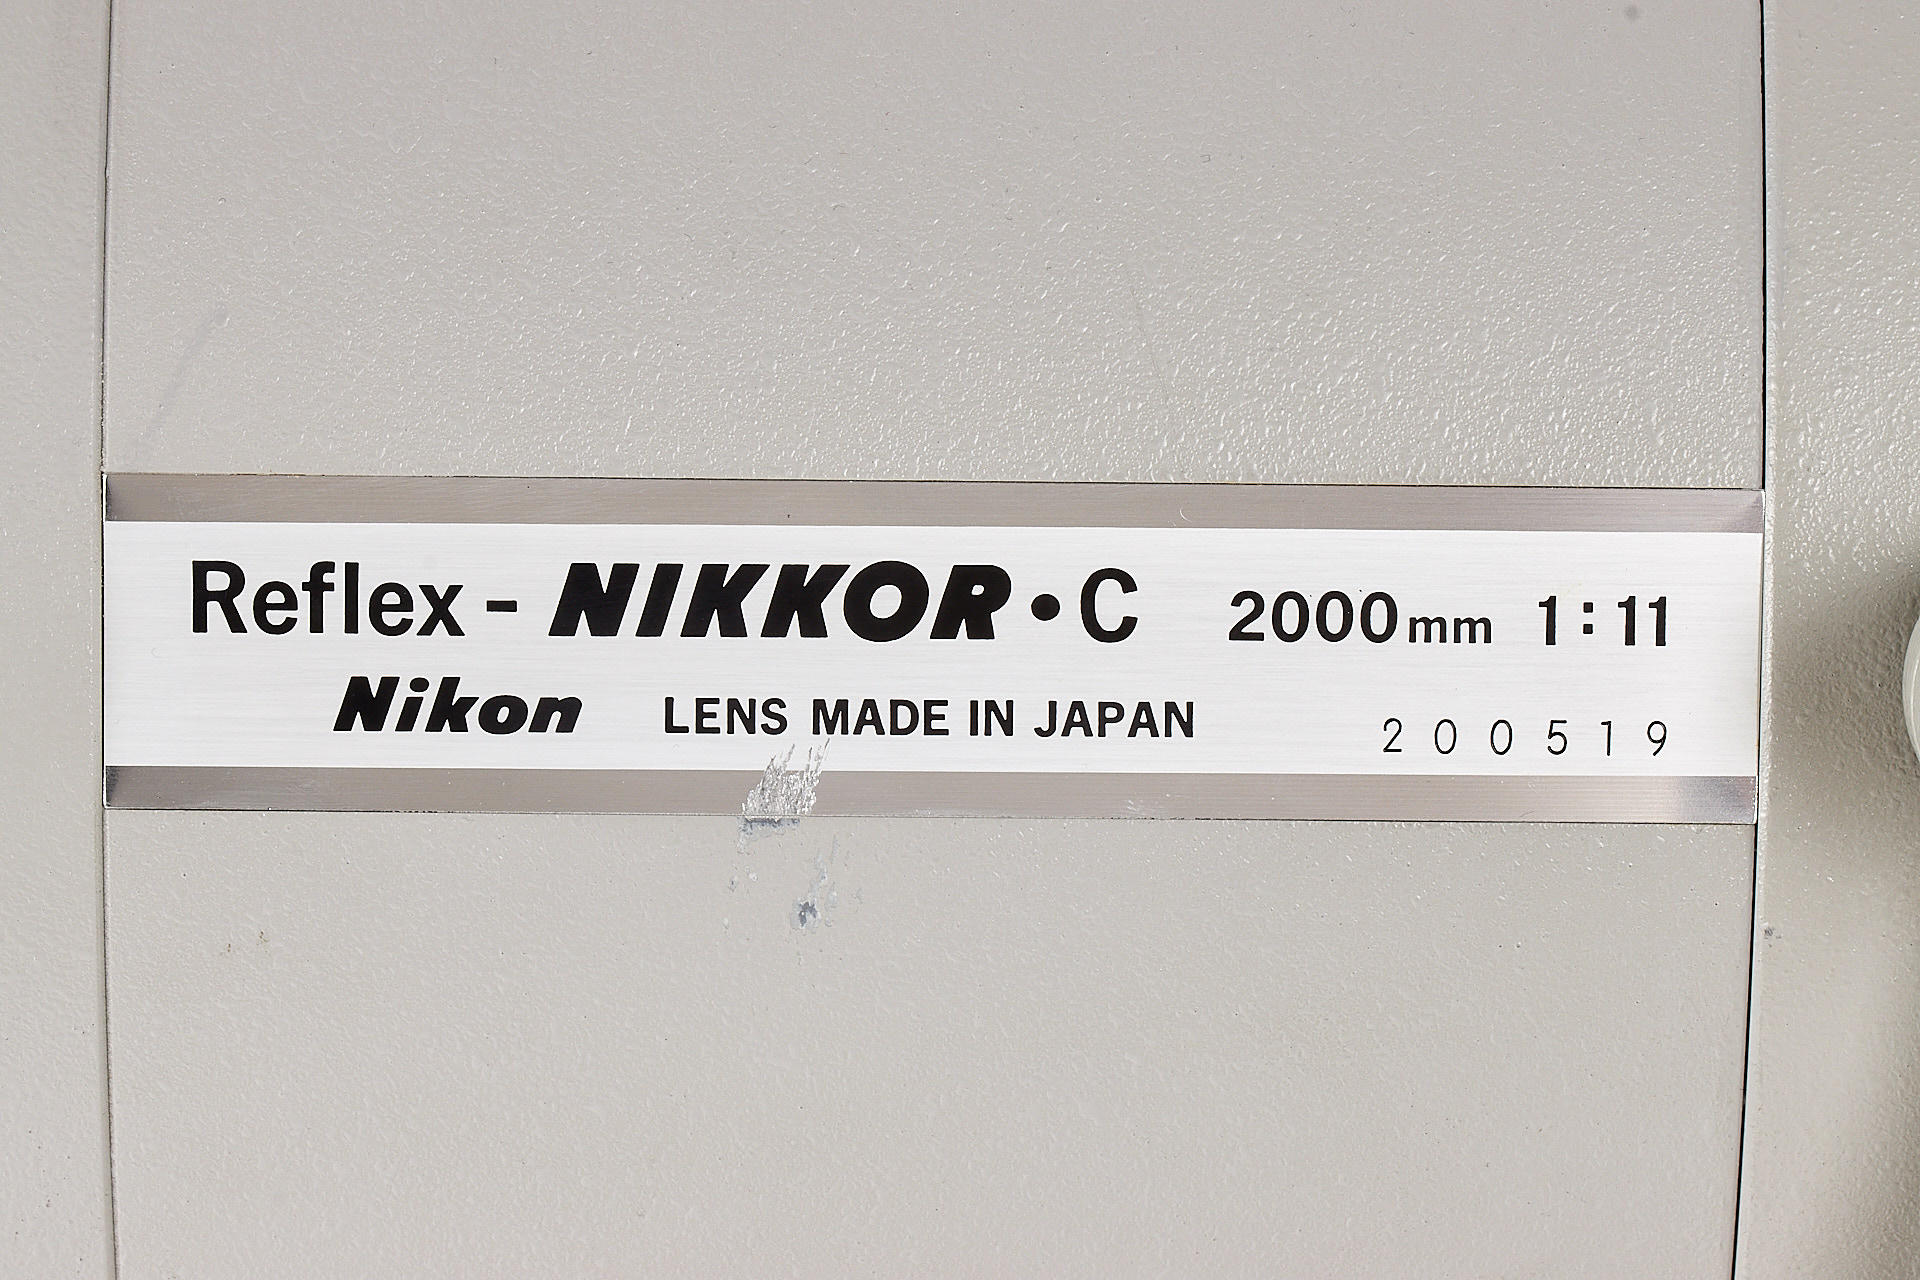 Reflex-NIKKOR•C 2000mm 1:11
Nikon LENS MADE IN JAPAN 200519